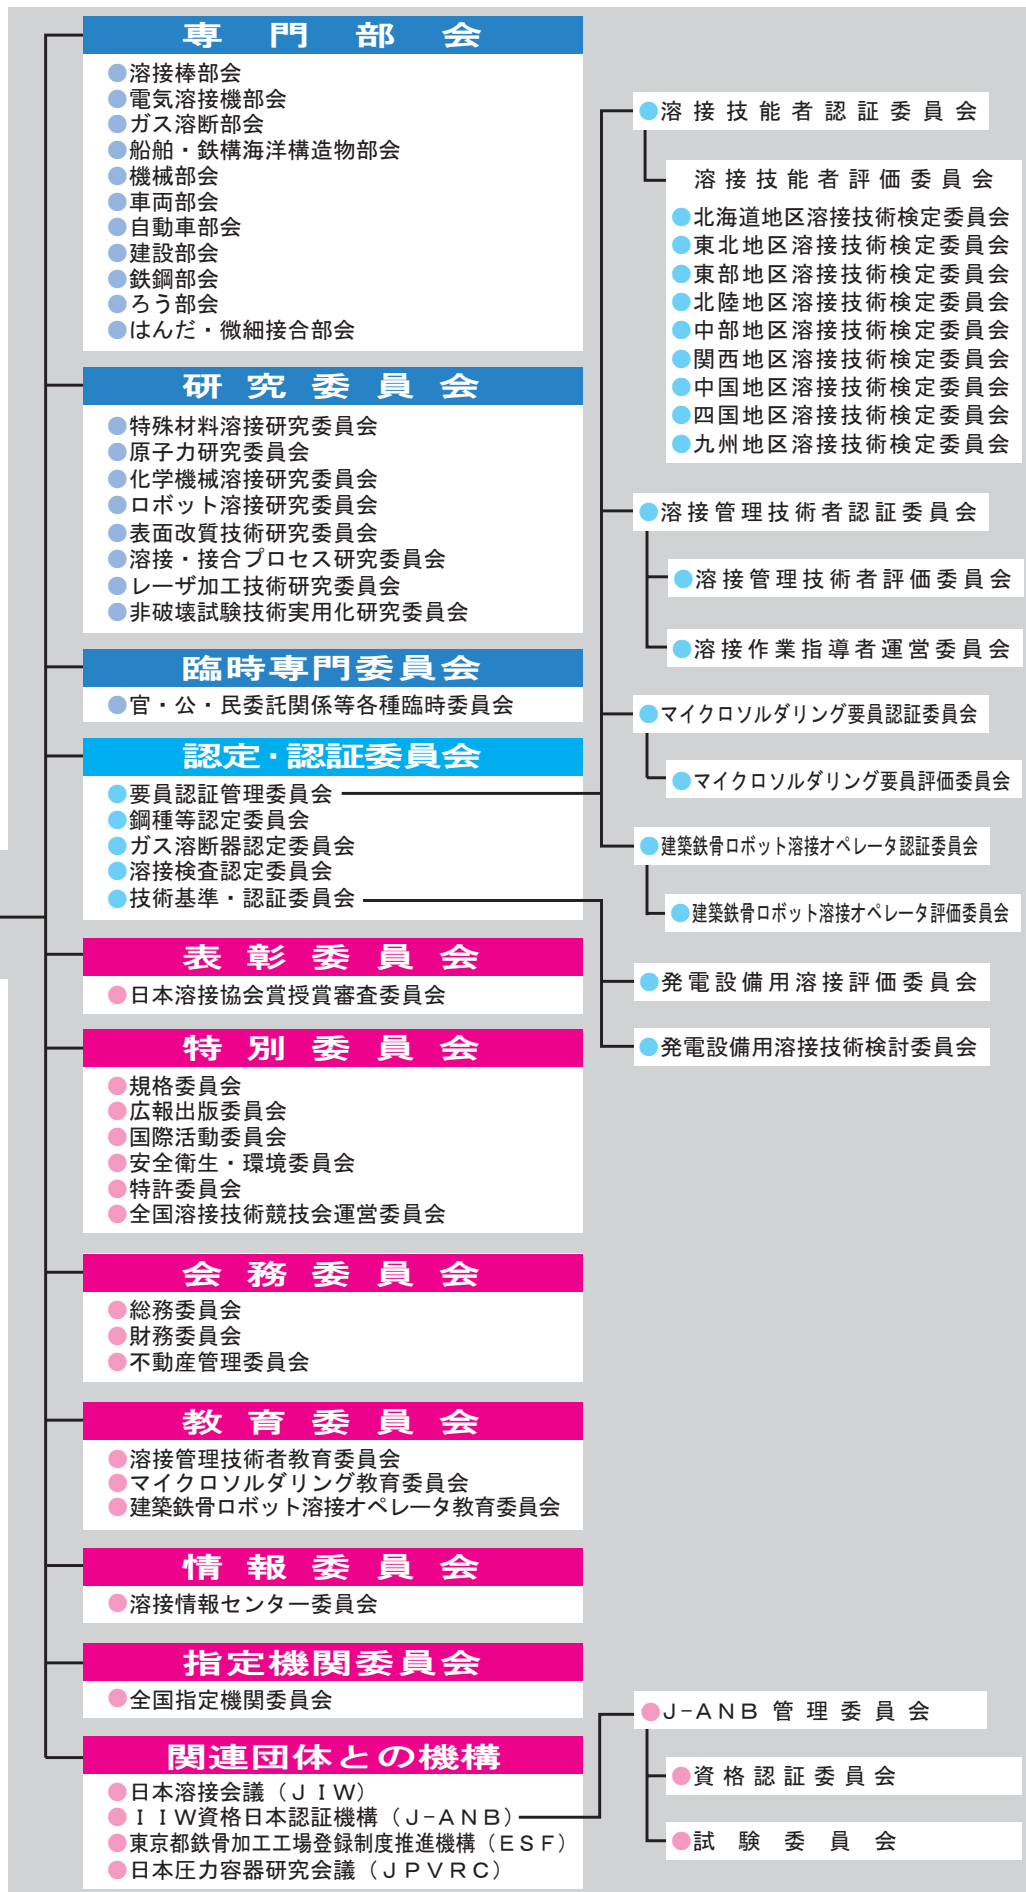 専門部会
●溶接棒部会
●電気溶接機部会
●ガス溶断部会
●船舶・鉄構海洋構造物部会
●機械部会
●車両部会
●自動車部会
●建設部会
●鉄鋼部会
●ろう部会
●はんだ・微細接合部会
研究委員会
●特殊材料溶接研究委員会
●原子力研究委員会
●化学機械溶接研究委員会
●ロボット溶接研究委員会
●表面改質技術研究委員会
●溶接・接合プロセス研究委員会
●レーザ加工技術研究委員会
●非破壊試験技術実用化研究委員会
臨時専門委員会
●官・公・民委託関係等各種臨時委員会
認定・認証委員会
●要員認証管理委員会
●鋼種等認定委員会
●ガス溶断器認定委員会
●溶接検査認定委員会
●技術基準・認証委員会
表彰委員会
●日本溶接協会賞授賞審査委員会
特別委員会
●規格委員会
●広報出版委員会
●国際活動委員会
●安全衛生・環境委員会
●特許委員会
●全国溶接技術競技会運営委員会
会務委員会
●総務委員会
●財務委員会
●不動産管理委員会
教育委員会
●溶接管理技術者教育委員会
●マイクロソルダリング教育委員会
●建築鉄骨ロボット溶接オペレータ教育委員会
情報委員会
●溶接情報センター委員会
指定機関委員会
●全国指定機関委員会
関連団体との機構
●日本溶接会議（ＪＩＷ）
●ＩＩＷ資格日本認証機構（Ｊ-ＡＮＢ）
●東京都鉄骨加工工場登録制度推進機構（ＥＳＦ）
●日本圧力容器研究会議（ＪＰＶＲＣ）
●溶接技能者認証委員会
溶接技能者評価委員会
●北海道地区溶接技術検定委員会
●東北地区溶接技術検定委員会
●東部地区溶接技術検定委員会
●北陸地区溶接技術検定委員会
●中部地区溶接技術検定委員会
●関西地区溶接技術検定委員会
●中国地区溶接技術検定委員会
●四国地区溶接技術検定委員会
●九州地区溶接技術検定委員会
●溶接管理技術者認証委員会
●溶接管理技術者評価委員会
●溶接作業指導者運営委員会
●マイクロソルダリング要員認証委員会
●マイクロソルダリング要員評価委員会
●建築鉄骨ロボット溶接オペレータ認証委員会
●建築鉄骨ロボット溶接オペレータ評価委員会
●発電設備用溶接評価委員会
●発電設備用溶接技術検討委員会
●Ｊ-ＡＮＢ管理委員会
●資格認証委員会
●試験委員会